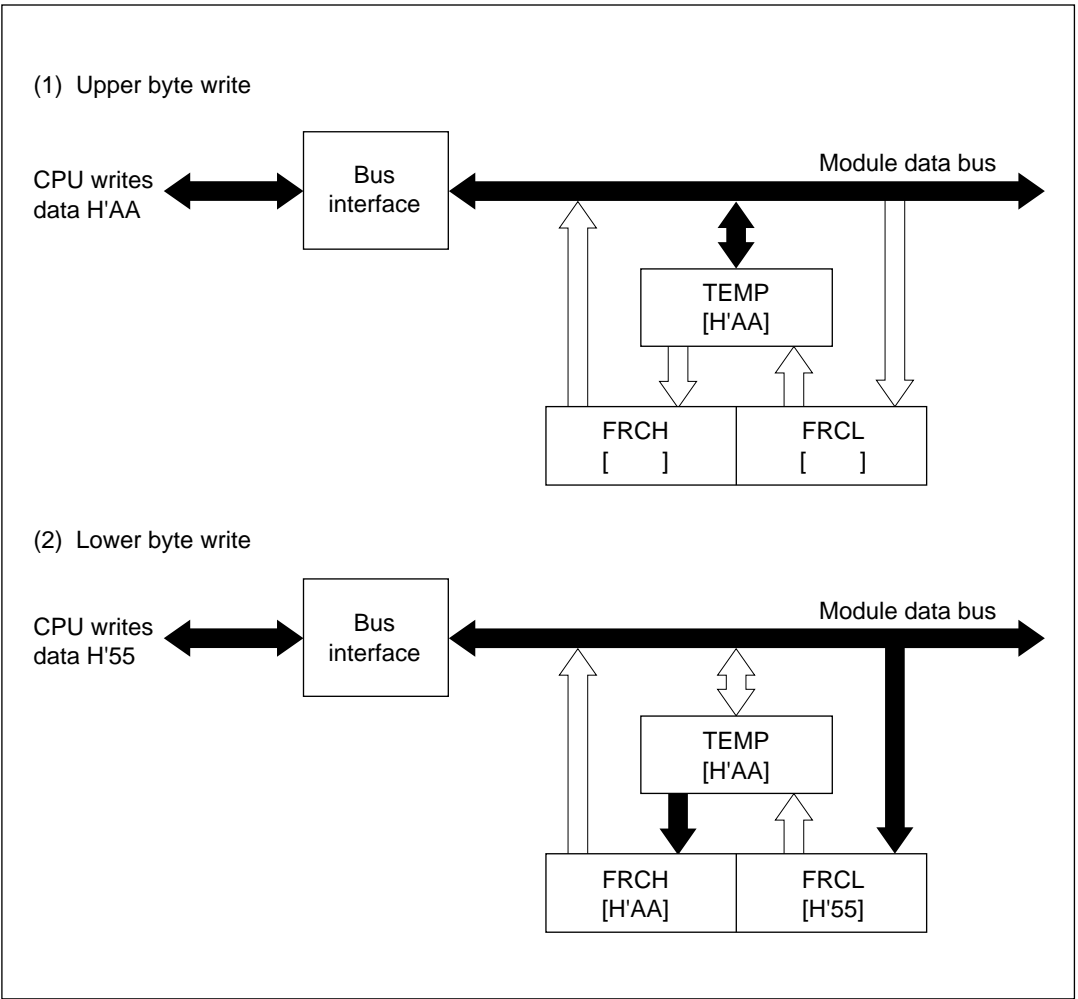 (1) Upper byte write
CPU writes
data H'AA
Bus
interface
Module data bus
TEMP
[H'AA]
FRCH
[ ]
FRCL
[ ]
(2) Lower byte write
CPU writes
data H'55
Bus
interface
Module data bus
TEMP
[H'AA]
FRCH
[H'AA]
FRCL
[H'55]